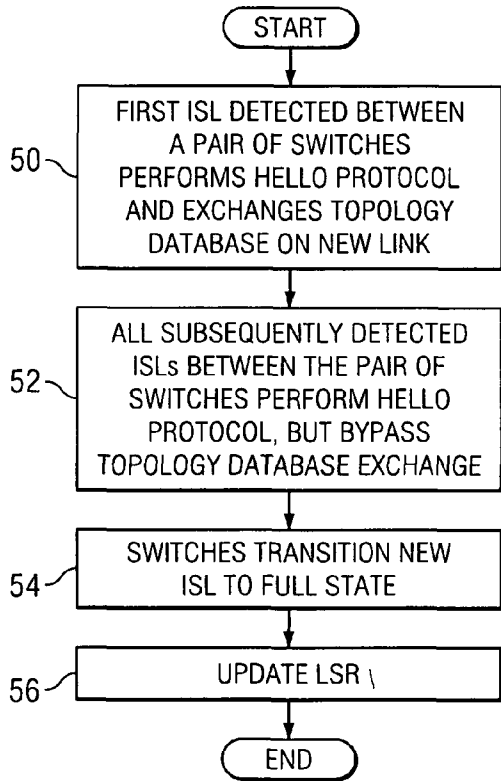 START
50
FIRST ISL DETECTED BETWEEN
A PAIR OF SWITCHES
PERFORMS HELLO PROTOCOL
AND EXCHANGES TOPOLOGY
DATABASE ON NEW LINK
52
ALL SUBSEQUENTLY DETECTED
ISLs BETWEEN THE PAIR OF
SWITCHES PERFORM HELLO
PROTOCOL, BUT BYPASS
TOPOLOGY DATABASE EXCHANGE
54
SWITCHES TRANSITION NEW
ISL TO FULL STATE
56
UPDATE LSR \
END